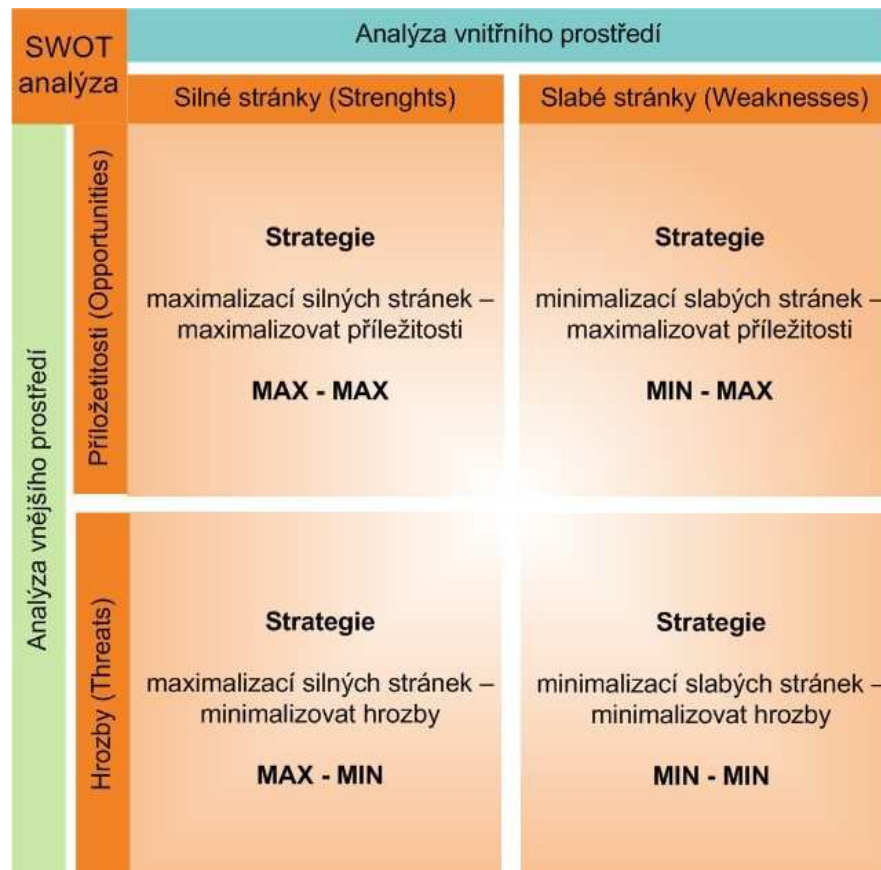 SWOT
analýza
Analýza vnitřního prostředí
Silné stránky (Strenghts)
Slabé stránky (Weaknesses)
Analýza vnějšího prostředí
Příložetitosti (Opportunities)
Strategie
maximalizací silných stránek –
maximalizovat příležitosti
MAX - MAX
Strategie
minimalizací slabých stránek –
maximalizovat příležitosti
MIN - MAX
Hrozby (Threats)
Strategie
maximalizací silných stránek –
minimalizovat hrozby
MAX - MIN
Strategie
minimalizací slabých stránek –
minimalizovat hrozby
MIN - MIN